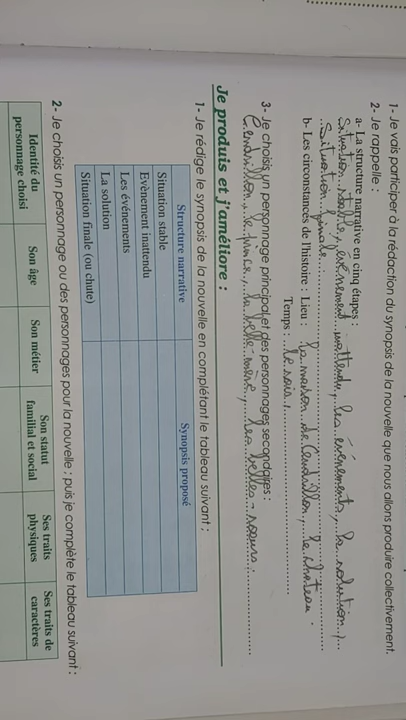 1- Je vais participer à la rédaction du synopsis de la nouvelle que nous allons produire collectivement.
2- Je rappelle :
a- La structure narrative en cinq étapes :
situation stable, evénement inattendu, les evénements, la solution,...
situation finale.
b- Les circonstances de l'histoire : Lieu : la maison de Cendrillon, le château.
Temps : le soir,
3- Je choisis un personnage principal et des personnages secondaires :
Cendrillon, le prince, la belle-mère, les belles-soeurs.
Je produis et j'améliore :
1- Je rédige le synopsis de la nouvelle en complétant le tableau suivant :
Structure narrative Synopsis proposé
Situation stable
Evènement inattendu
Les événements
La solution
Situation finale (ou chute)
2- Je choisis un personnage ou des personnages pour la nouvelle ; puis je complète le tableau suivant :
Identité du personnage choisi
Son âge
Son métier
Son statut familial et social
Ses traits physiques
Ses traits de caractères